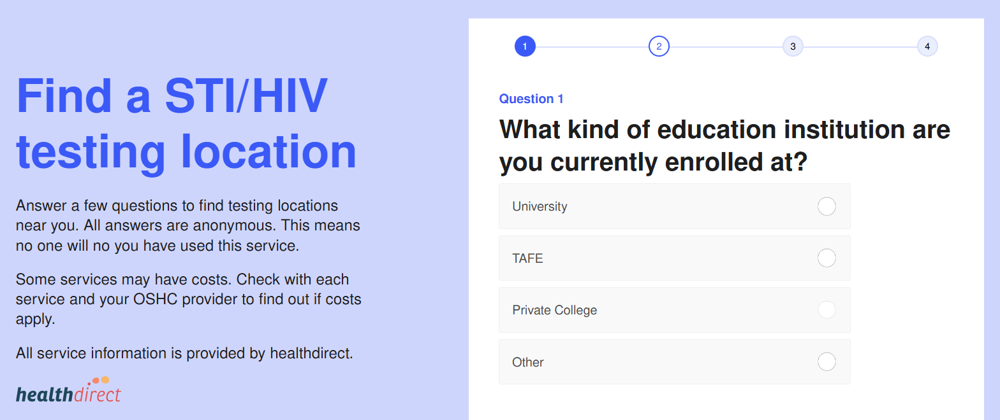 Find a STI/HIV
testing location
Answer a few questions to find testing locations
near you. All answers are anonymous. This means
no one will no you have used this service.
Some services may have costs. Check with each
service and your OSHC provider to find out if costs
apply.
All service information is provided by healthdirect.
healthdirect
1 2 3 4
Question 1
What kind of education institution are
you currently enrolled at?
University
TAFE
Private College
Other